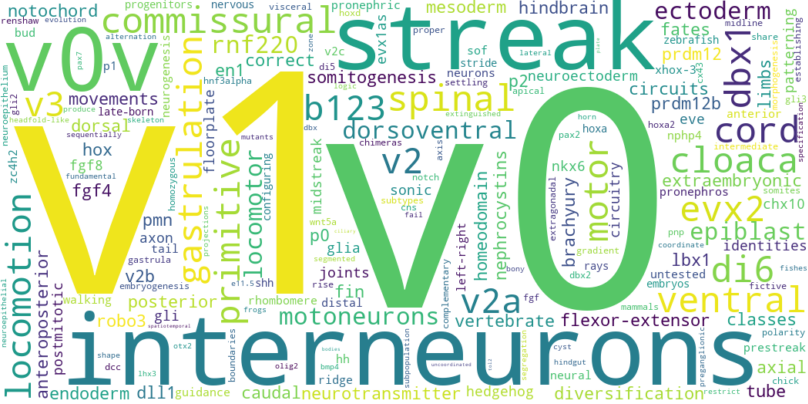 notochord
progenitors
nervous
visceral
hoxd
pronephric
mesoderm
hindbrain
ectoderm
evolution
renshaw
alternation
bud
commissural
streak
fates
zebrafish
midline
share
patterning
establishing
v0v
pax7
p1
rnf220
neurogenesis
v2c
correct
en1
evx1as
zone
di5
proper
sof
stride
lateral
neurons
settling
xhox-3
cx43
prdm12
dbx1
limbs
morphogenesis
gli3
gli2
v3
movements
late-born
hnf3alpha
somitogenesis
logic
apical
p2
neuroectoderm
circuits
prdm12b
neuroepithelium
produce
skeleton
headfold-like
sequentially
dorsal
gastrulation
floorplate
mutants
dbx
b123
spinal
extinguished
horn
hoxa
eve
anterior
hoxa2
intermediate
specification
zc4h2
hox
fgf8
fundamental
fgf4
homozygous
V1
dorsoventral
chimeras
v2
axis
notch
pax2
nkx6
nphp4
cord
cloaca
somites
pronephros
chx10
extraembryonic
pmn
axon
tail
gastrula
v2b
embryogenesis
projections
primitive
locomotor
configuring
midstreak
sonic
subtypes
cns
fail
wnt5a
nephrocystins
homeodomain
v0
extragonadal
brachyury
motor
circuitry
evx2
epiblast
pnp
identities
untested
lbx1
coordinate
embryos
fishes
fictive
di6
gradient
rays
dbx2
bony
mammals
locomotion
anteroposterior
postmitotic
neuroepithelial
walking
posterior
e11.5
shh
rhombomere
frogs
p0
glia
joints
segmented
fin
rise
distal
left-right
complementary
fgf
v2a
ventral
robo3
gli
spatiotemporal
motoneurons
vertebrate
flexor-extensor
classes
polarity
prestreak
interneurons
dcc
shape
otx2
lhx3
boundaries
olig2
bodies
bmp4
hh
ridge
uncoordinated
subpopulation
segregation
cyst
hindgut
neural
preganglionic
axial
chick
endoderm
dll1
guidance
caudal
neurotransmitter
hedgehog
diversification
restrict
tube